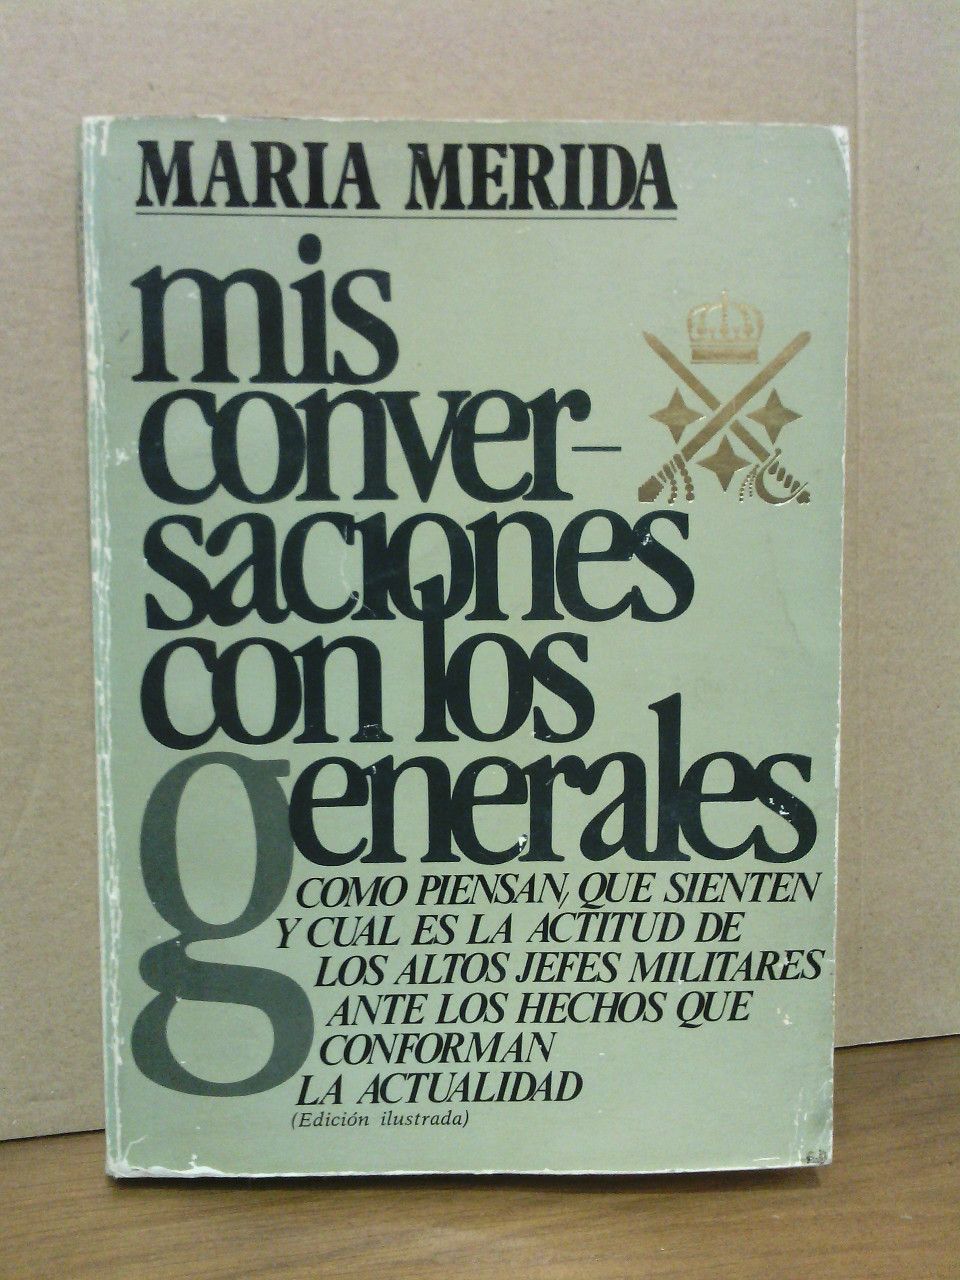 MARIA MERIDA
mis
conver-
saciones
con los
generales
COMO PIENSAN, QUE SIENTEN
Y CUAL ES LA ACTITUD DE
LOS ALTOS JEFES MILITARES
ANTE LOS HECHOS QUE
CONFORMAN
LA ACTUALIDAD
(Edición ilustrada)